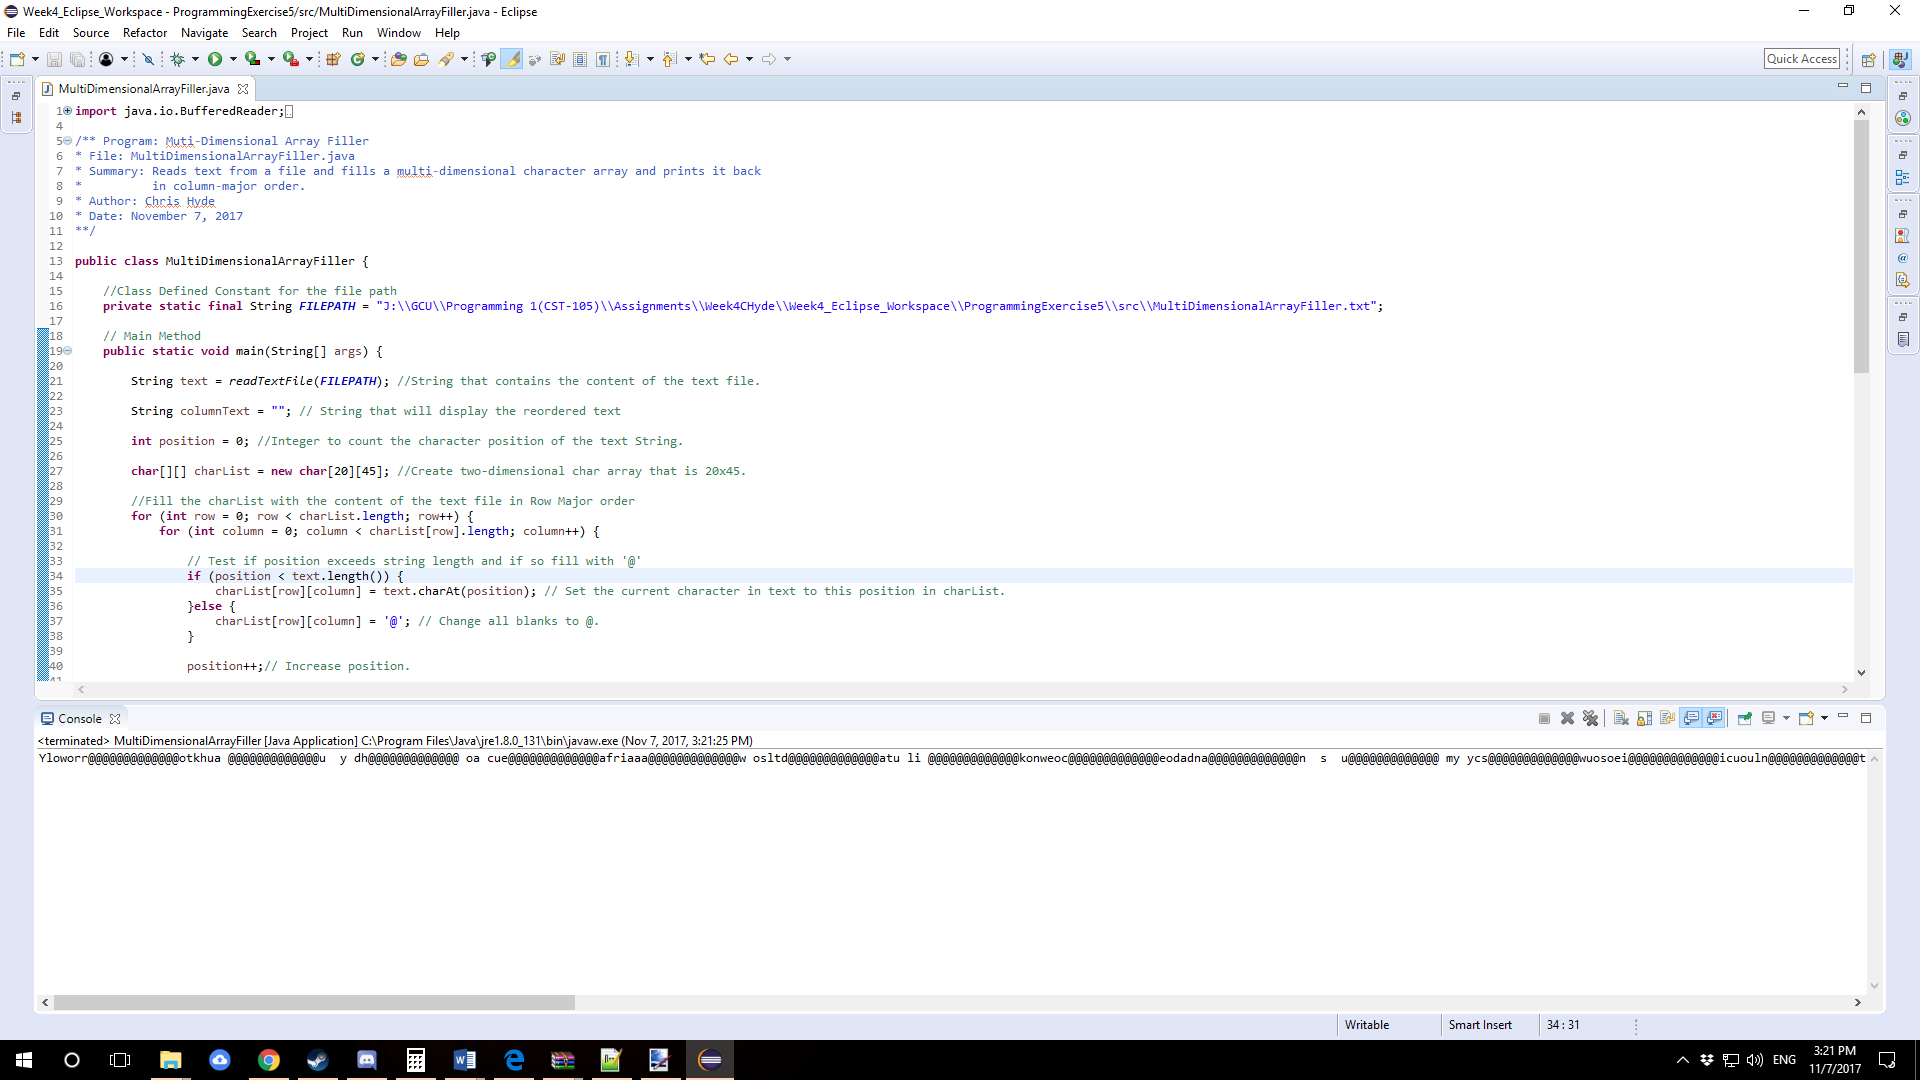 Week4_Eclipse_Workspace - ProgrammingExercise5/src/MultiDimensionalArrayFiller.java - Eclipse
File Edit Source Refactor Navigate Search Project Run Window Help
Quick Access
MultiDimensionalArrayFiller.java
1 import java.io.BufferedReader;
4
5 /** Program: Muti-Dimensional Array Filler
6 * File: MultiDimensionalArrayFiller.java
7 * Summary: Reads text from a file and fills a multi-dimensional character array and prints it back
8 * in column-major order.
9 * Author: Chris Hyde
10 * Date: November 7, 2017
11 **/
12
13 public class MultiDimensionalArrayFiller {
14
15 //Class Defined Constant for the file path
16 private static final String FILEPATH = "J:\\GCU\\Programming 1(CST-105)\\Assignments\\Week4CHyde\\Week4_Eclipse_Workspace\\ProgrammingExercise5\\src\\MultiDimensionalArrayFiller.txt";
17
18 // Main Method
19 public static void main(String[] args) {
20
21 String text = readTextFile(FILEPATH); //String that contains the content of the text file.
22
23 String columnText = ""; // String that will display the reordered text
24
25 int position = 0; //Integer to count the character position of the text String.
26
27 char[][] charList = new char[20][45]; //Create two-dimensional char array that is 20x45.
28
29 //Fill the charList with the content of the text file in Row Major order
30 for (int row = 0; row < charList.length; row++) {
31 for (int column = 0; column < charList[row].length; column++) {
32
33 // Test if position exceeds string length and if so fill with '@'
34 if (position < text.length()) {
35 charList[row][column] = text.charAt(position); // Set the current character in text to this position in charList.
36 }else {
37 charList[row][column] = '@'; // Change all blanks to @.
38 }
39
40 position++;// Increase position.
41
Console
<terminated> MultiDimensionalArrayFiller [Java Application] C:\Program Files\Java\jre1.8.0_131\bin\javaw.exe (Nov 7, 2017, 3:21:25 PM)
Yloworr@@@@@@@@@@@@@otkhua @@@@@@@@@@@@@u  y dh@@@@@@@@@@@@@ oa cue@@@@@@@@@@@@@afriaaa@@@@@@@@@@@@@w osltd@@@@@@@@@@@@@atu li @@@@@@@@@@@@@konweoc@@@@@@@@@@@@@eodadna@@@@@@@@@@@@@n  s  u@@@@@@@@@@@@@ my ycs@@@@@@@@@@@@@wuosoei@@@@@@@@@@@@@icuouln@@@@@@@@@@@@@t
Writable Smart Insert 34 : 31
ENG 3:21 PM
11/7/2017